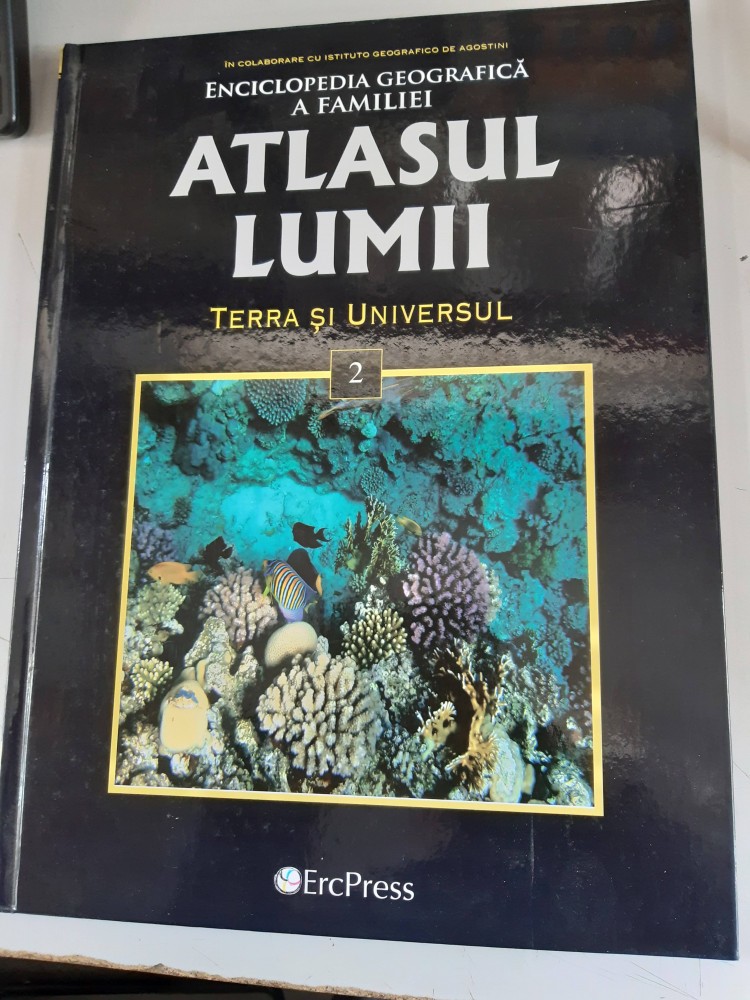 ÎN COLABORARE CU ISTITUTO GEOGRAFICO DE AGOSTINI
ENCICLOPEDIA GEOGRAFICĂ
A FAMILIEI
ATLASUL
LUMII
TERRA ȘI UNIVERSUL
2
ErcPress